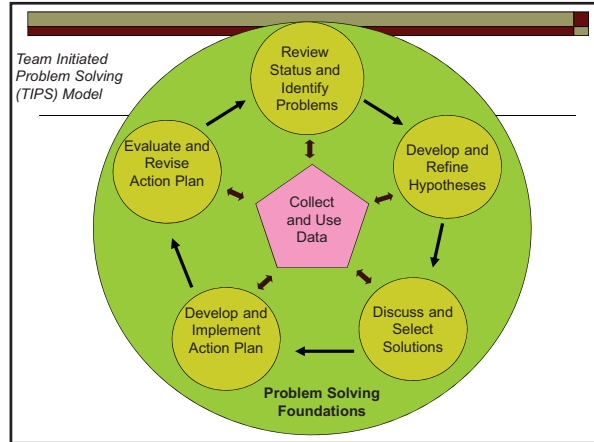 Team Initiated
Problem Solving
(TIPS) Model
Review
Status and
Identify
Problems
Develop and
Refine
Hypotheses
Discuss and
Select
Solutions
Develop and
Implement
Action Plan
Evaluate and
Revise
Action Plan
Collect
and Use
Data
Problem Solving
Foundations